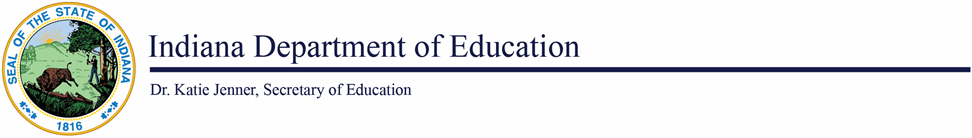 SEAL OF THE STATE OF INDIANA
1816
Indiana Department of Education
Dr. Katie Jenner, Secretary of Education